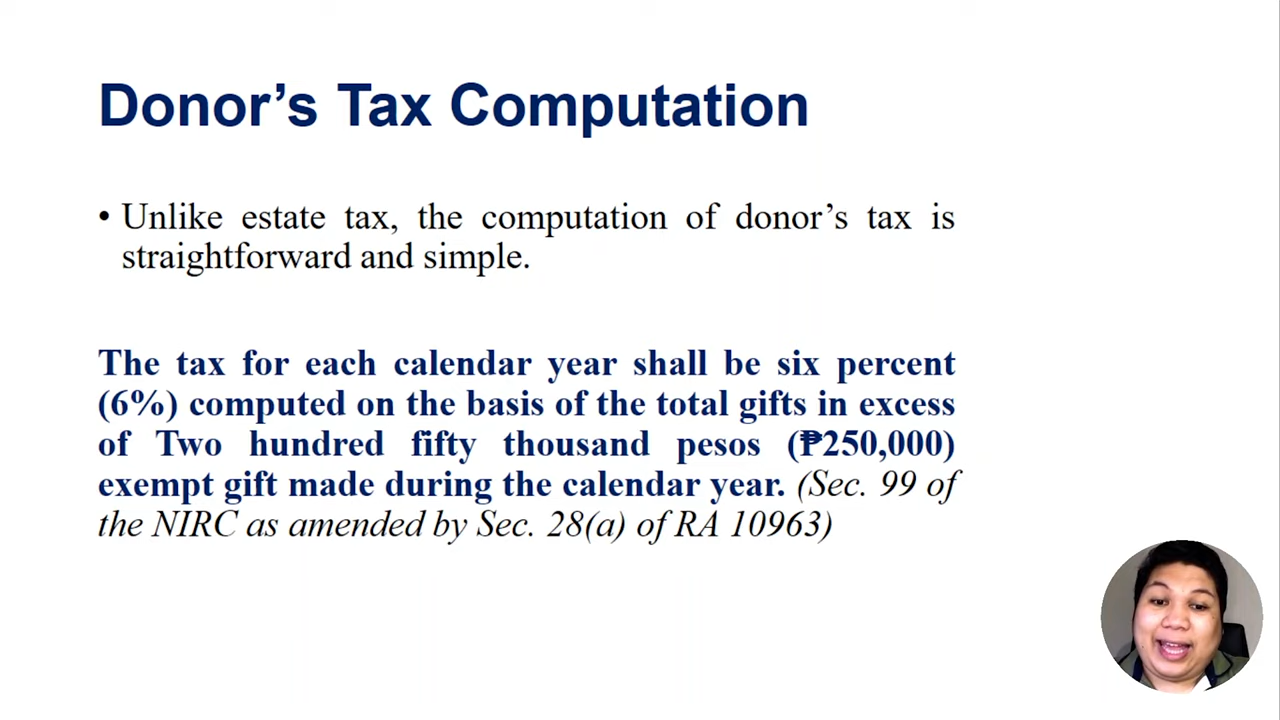 Donor’s Tax Computation
• Unlike estate tax, the computation of donor’s tax is
straightforward and simple.
The tax for each calendar year shall be six percent
(6%) computed on the basis of the total gifts in excess
of Two hundred fifty thousand pesos (₱250,000)
exempt gift made during the calendar year. (Sec. 99 of
the NIRC as amended by Sec. 28(a) of RA 10963)